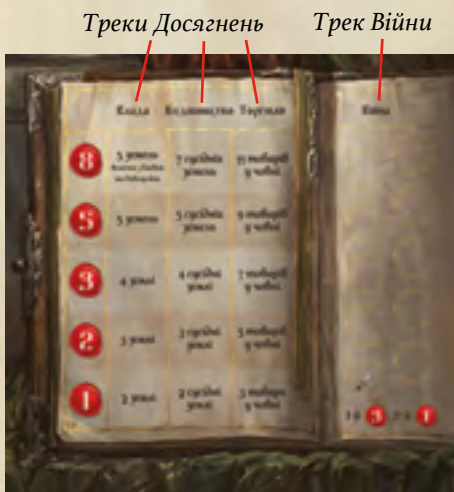 Треки Досягнень Трек Війни
Влада Будівництво Торгівля Війна
8 5 земель 7 сусідніх 11 товарів
земель у човні
5 5 земель 5 сусідніх 9 товарів
земель у човні
3 4 землі 4 сусідні 7 товарів
землі у човні
2 3 землі 3 сусідні 5 товарів
землі у човні
1 2 землі 2 сусідні 3 товари
землі у човні
3 1